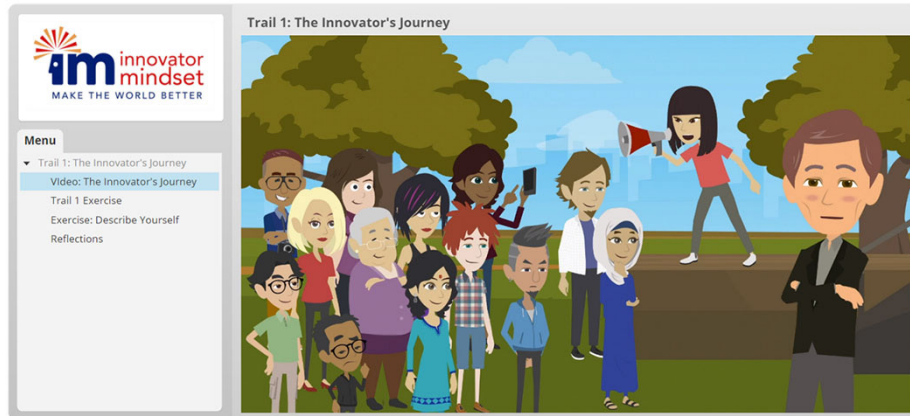 im innovator
mindset
MAKE THE WORLD BETTER
Menu
Trail 1: The Innovator's Journey
Video: The Innovator's Journey
Trail 1 Exercise
Exercise: Describe Yourself
Reflections
Trail 1: The Innovator's Journey